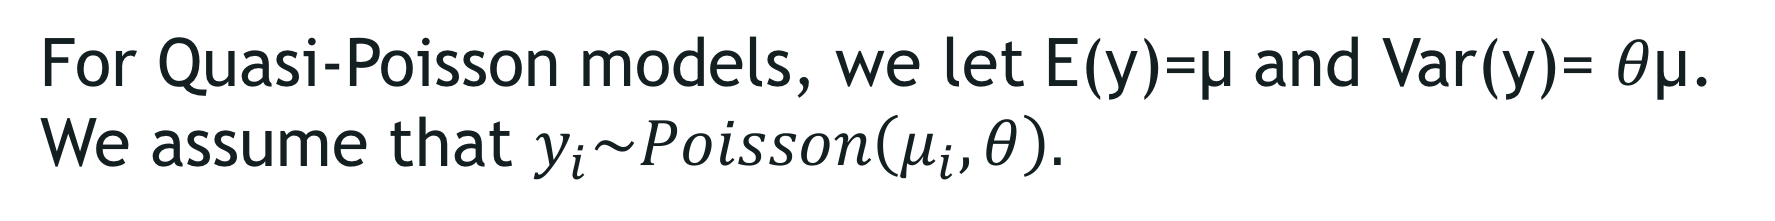 For Quasi-Poisson models, we let E(y)=µ and Var(y)= θµ.
We assume that yᵢ~Poisson(μᵢ,θ).